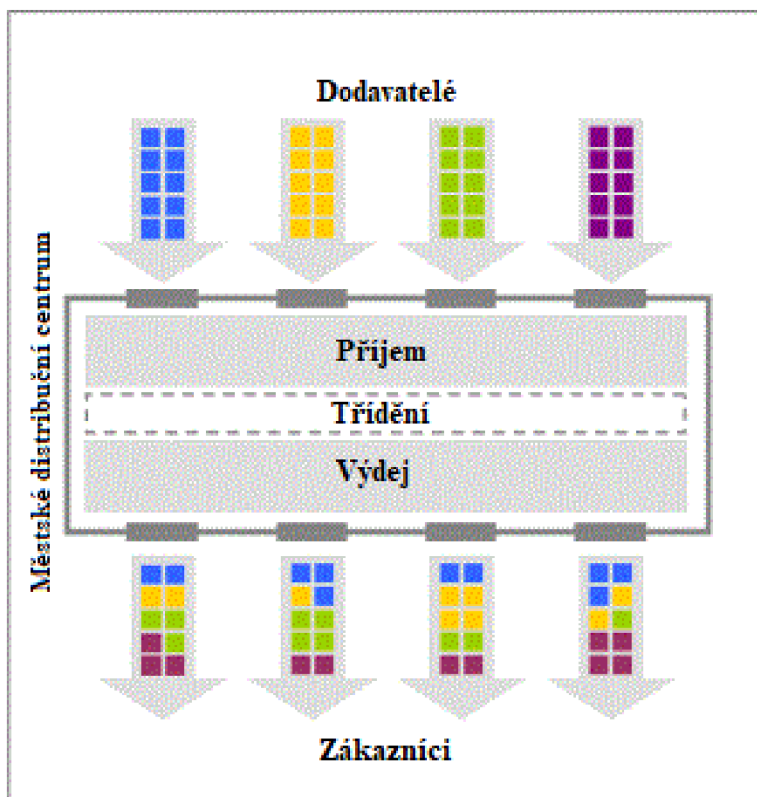 Dodavatelé
Městské distribuční centrum
Příjem
Třídění
Výdej
Zákazníci